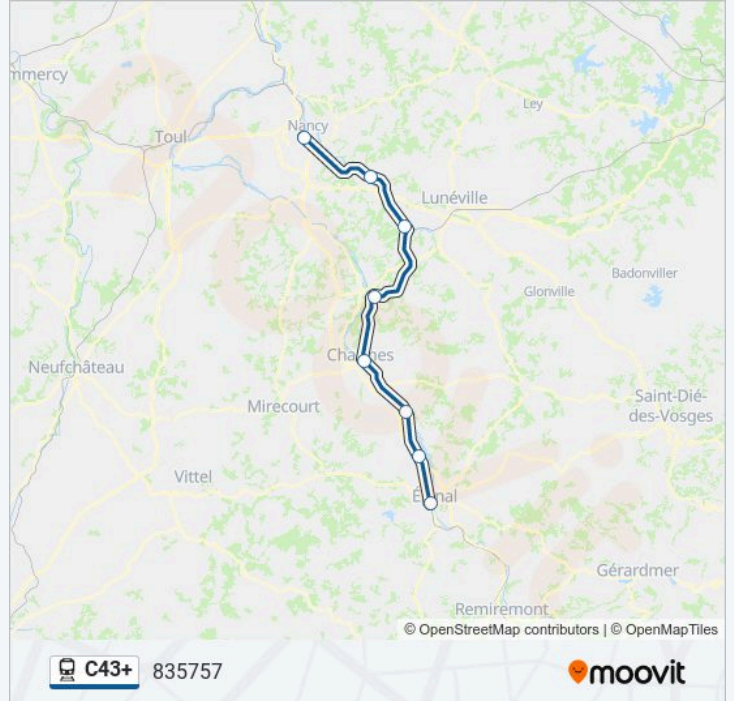 mmercy
Ley
Nancy
Toul
Lunéville
Badonviller
Glonville
Neufchâteau
Mirecourt
Saint-Dié-
des-Vosges
Vittel
Gérardmer
Remiremont
© OpenStreetMap contributors | © OpenMapTiles
C43+ 835757 moovit